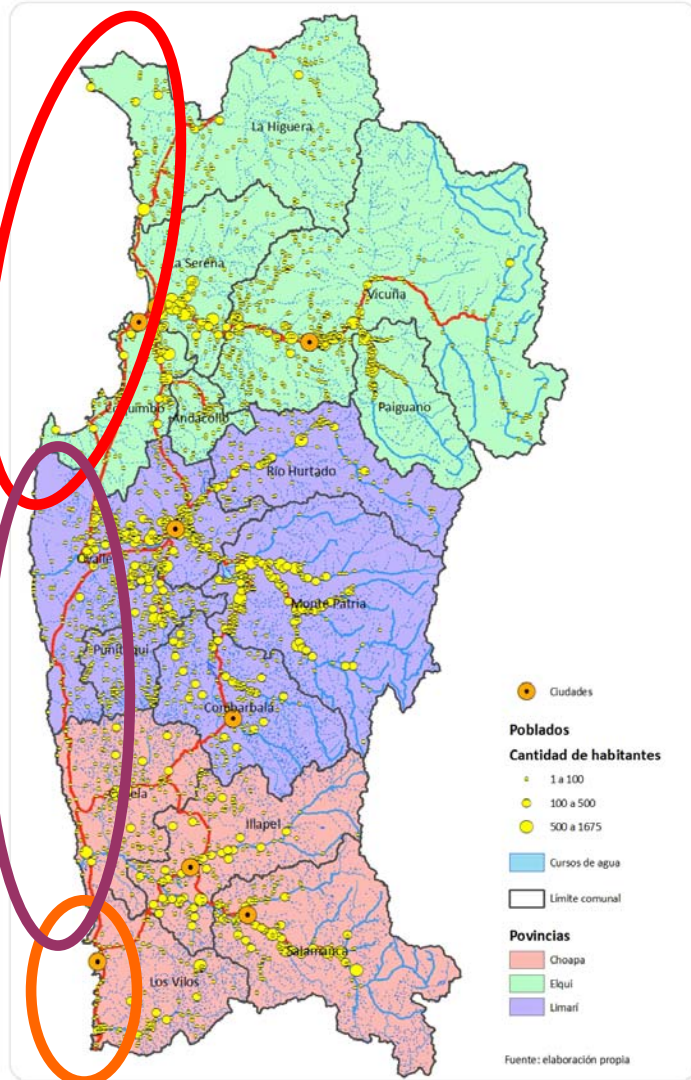 La Higuera
La Serena
Vicuña
Paiguano
Coquimbo
Andacollo
Río Hurtado
Ovalle
Monte Patria
Punitaqui
Combarbalá
Canela
Illapel
Salamanca
Los Vilos
Ciudades
Poblados
Cantidad de habitantes
1 a 100
100 a 500
500 a 1675
Cursos de agua
Límite comunal
Povincias
Choapa
Elqui
Limarí
Fuente: elaboración propia